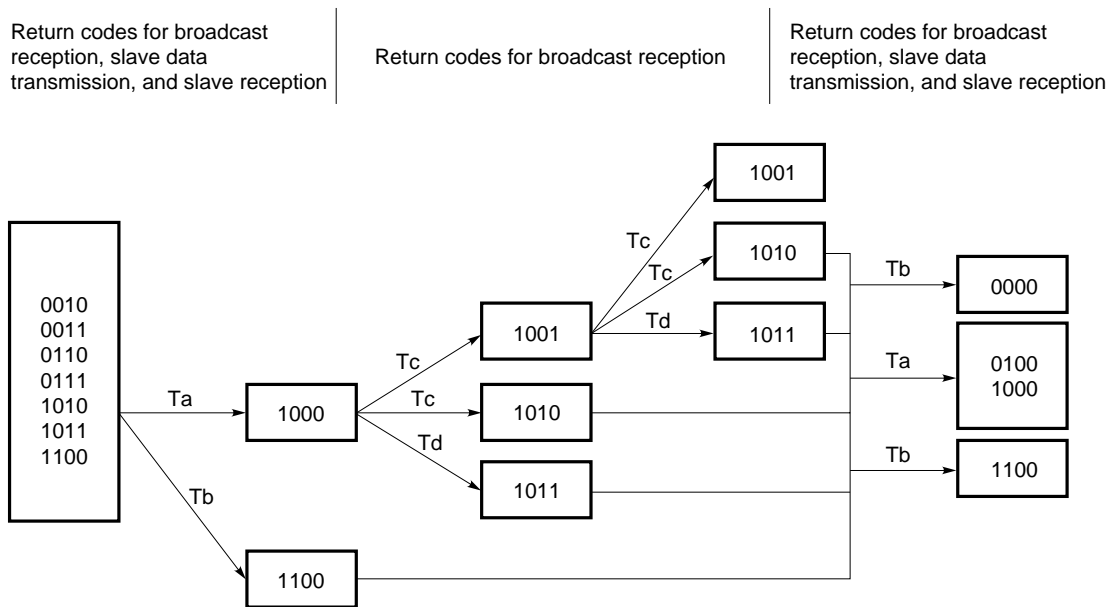 Return codes for broadcast
reception, slave data
transmission, and slave reception
Return codes for broadcast reception
Return codes for broadcast
reception, slave data
transmission, and slave reception
0010
0011
0110
0111
1010
1011
1100
Ta
Tb
1000
1100
Tc
Tc
Td
1001
1010
1011
Tc
Tc
Td
1001
1010
1011
Tb
Ta
Tb
0000
0100
1000
1100